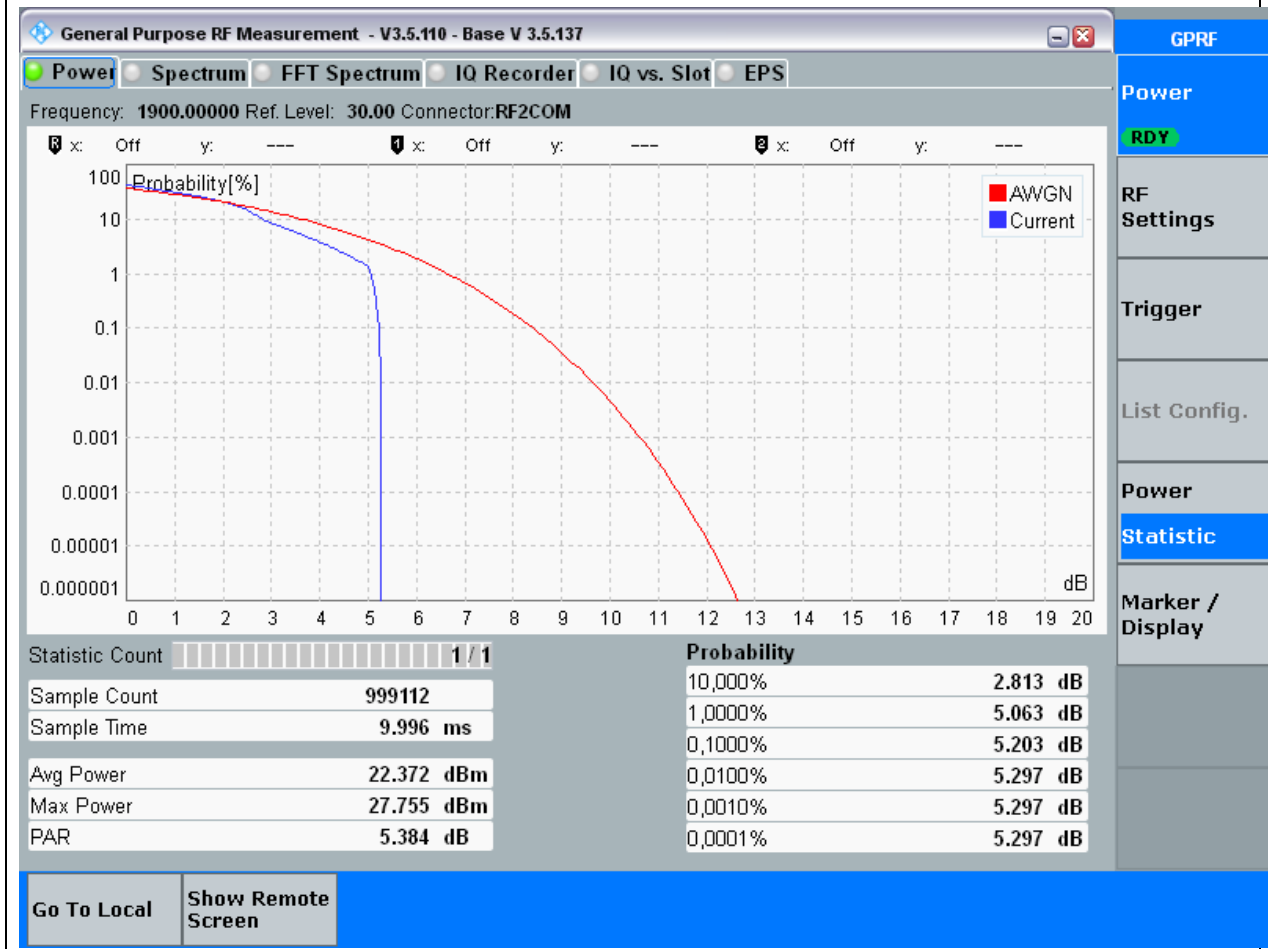 General Purpose RF Measurement - V3.5.110 - Base V 3.5.137
GPRF
Power Spectrum FFT Spectrum IQ Recorder IQ vs. Slot EPS
Frequency: 1900.00000 Ref. Level: 30.00 Connector:RF2COM
R x: Off y: --- 1 x: Off y: --- 2 x: Off y: ---
Probability[%]
AWGN
Current
100
10
1
0.1
0.01
0.001
0.0001
0.00001
0.000001
dB
0 1 2 3 4 5 6 7 8 9 10 11 12 13 14 15 16 17 18 19 20
Statistic Count 1 / 1
Sample Count 999112
Sample Time 9.996 ms
Avg Power 22.372 dBm
Max Power 27.755 dBm
PAR 5.384 dB
Probability
10,000% 2.813 dB
1,0000% 5.063 dB
0,1000% 5.203 dB
0,0100% 5.297 dB
0,0010% 5.297 dB
0,0001% 5.297 dB
Power
RDY
RF
Settings
Trigger
List Config.
Power
Statistic
Marker /
Display
Go To Local
Show Remote
Screen